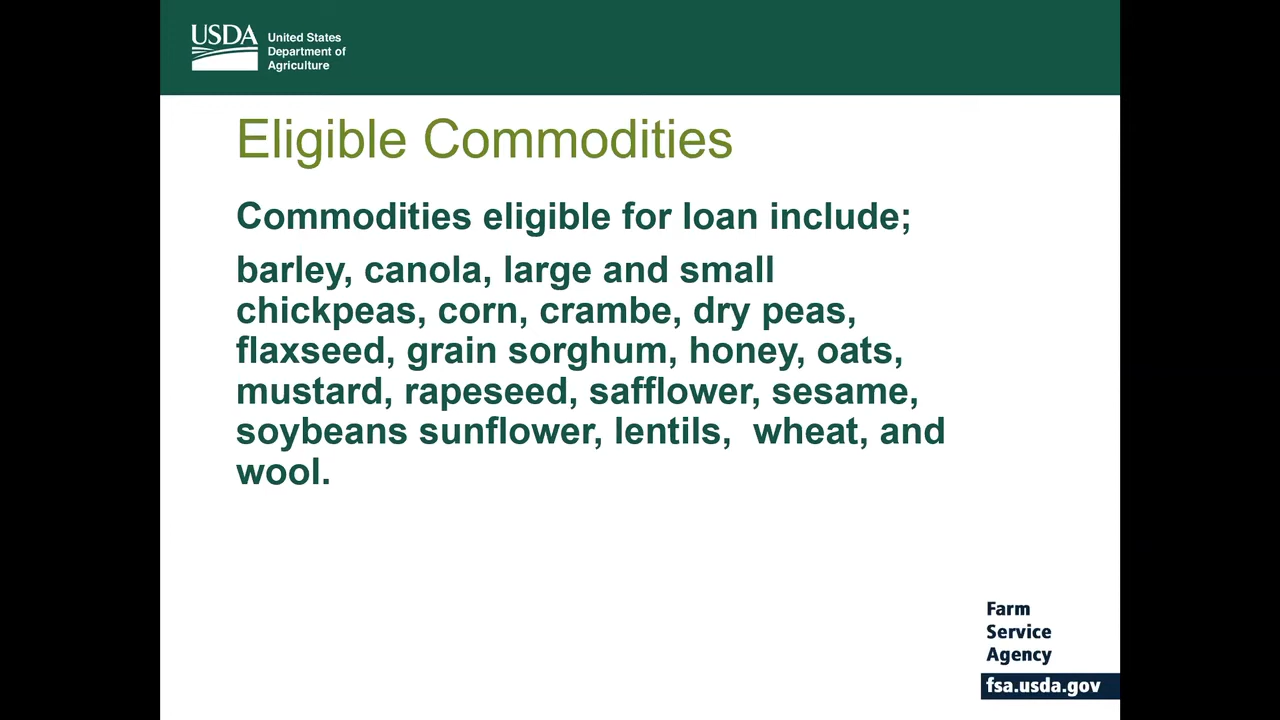 USDA
United States
Department of
Agriculture
Eligible Commodities
Commodities eligible for loan include;
barley, canola, large and small
chickpeas, corn, crambe, dry peas,
flaxseed, grain sorghum, honey, oats,
mustard, rapeseed, safflower, sesame,
soybeans sunflower, lentils,  wheat, and
wool.
Farm
Service
Agency
fsa.usda.gov